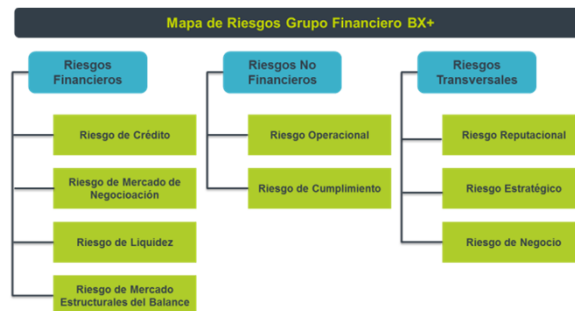 Mapa de Riesgos Grupo Financiero BX+
Riesgos
Financieros
Riesgo de Crédito
Riesgo de Mercado de
Negocioación
Riesgo de Liquidez
Riesgo de Mercado
Estructurales del Balance
Riesgos No
Financieros
Riesgo Operacional
Riesgo de Cumplimiento
Riesgos
Transversales
Riesgo Reputacional
Riesgo Estratégico
Riesgo de Negocio